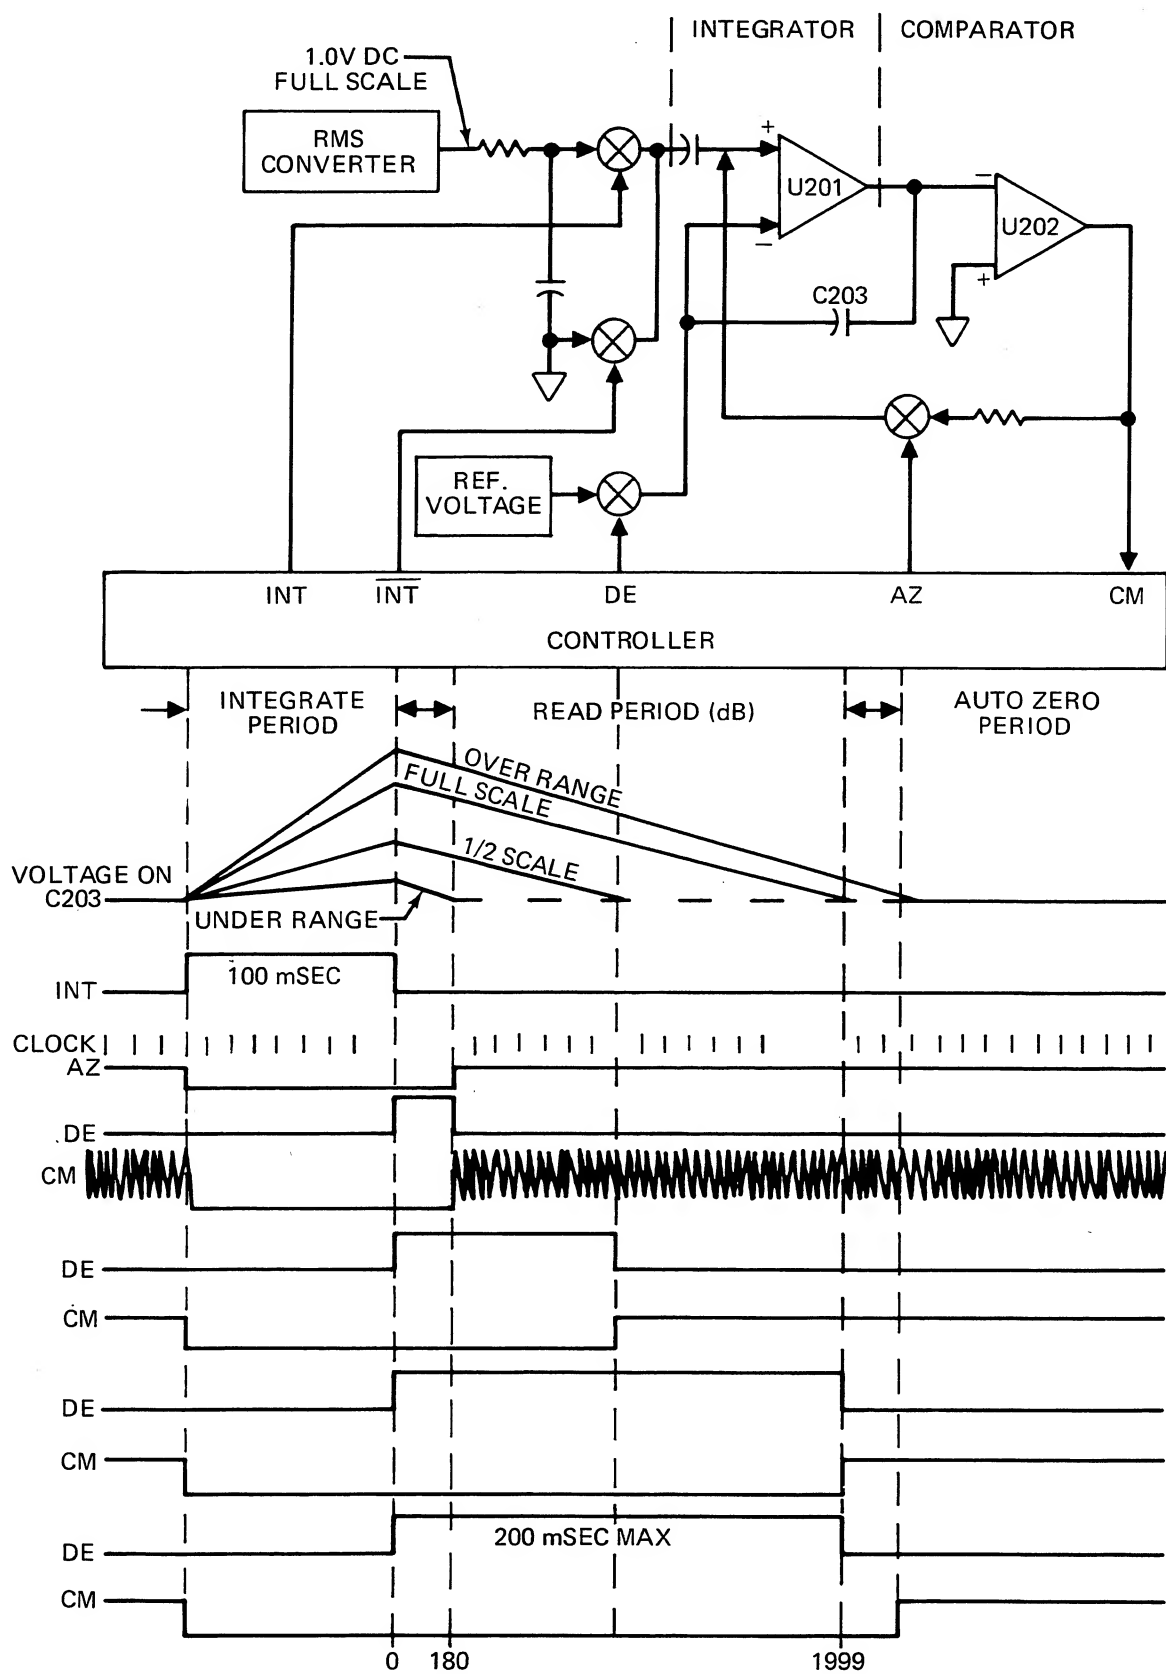 INTEGRATOR COMPARATOR
1.0V DC
FULL SCALE
RMS
CONVERTER
+
U201
−
−
U202
+
C203
REF.
VOLTAGE
INT INT DE AZ CM
CONTROLLER
INTEGRATE
PERIOD
READ PERIOD (dB)
AUTO ZERO
PERIOD
OVER RANGE
FULL SCALE
1/2 SCALE
VOLTAGE ON
C203
UNDER RANGE
100 mSEC
INT
CLOCK
AZ
DE
CM
DE
CM
DE
CM
200 mSEC MAX
DE
CM
0 180 1999